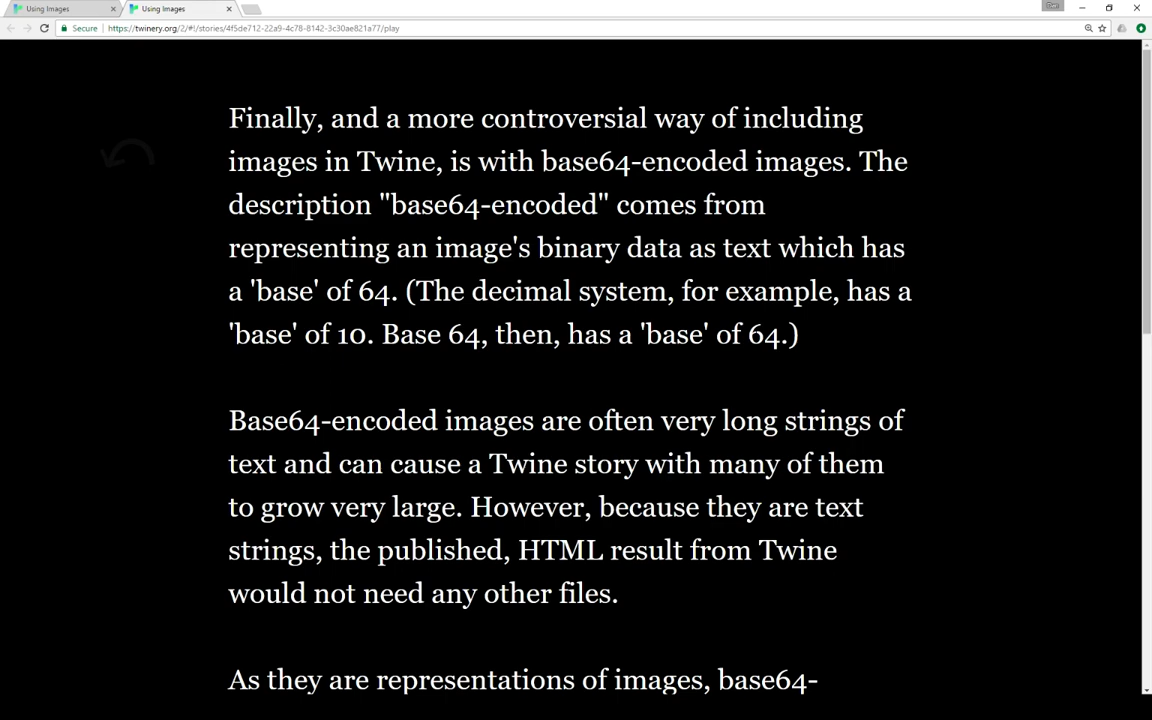 Using Images
Using Images
Secure
https://twinery.org/2/#!/stories/4f5de712-22a9-4c78-8142-3c30ae821a77/play
Finally, and a more controversial way of including
images in Twine, is with base64-encoded images. The
description "base64-encoded" comes from
representing an image's binary data as text which has
a 'base' of 64. (The decimal system, for example, has a
'base' of 10. Base 64, then, has a 'base' of 64.)
Base64-encoded images are often very long strings of
text and can cause a Twine story with many of them
to grow very large. However, because they are text
strings, the published, HTML result from Twine
would not need any other files.
As they are representations of images, base64-